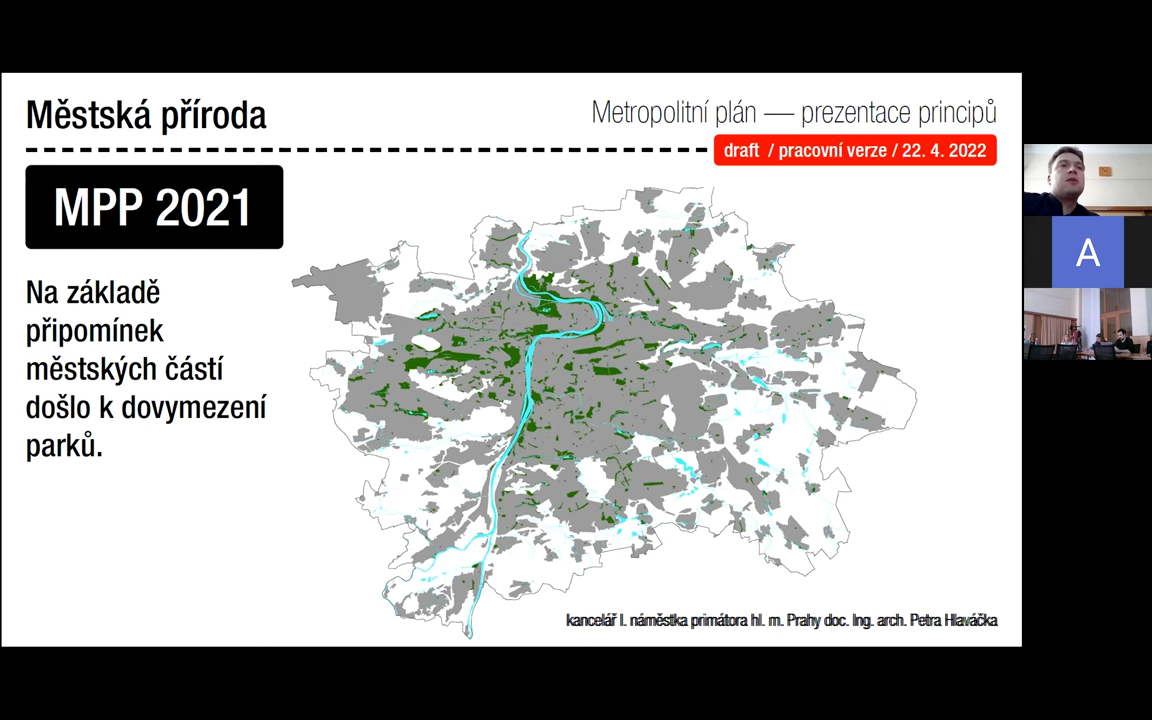 Městská příroda
Metropolitní plán — prezentace principů
draft / pracovní verze / 22. 4. 2022
MPP 2021
Na základě
připomínek
městských částí
došlo k dovymezení
parků.
kancelář I. náměstka primátora hl. m. Prahy doc. Ing. arch. Petra Hlaváčka
A